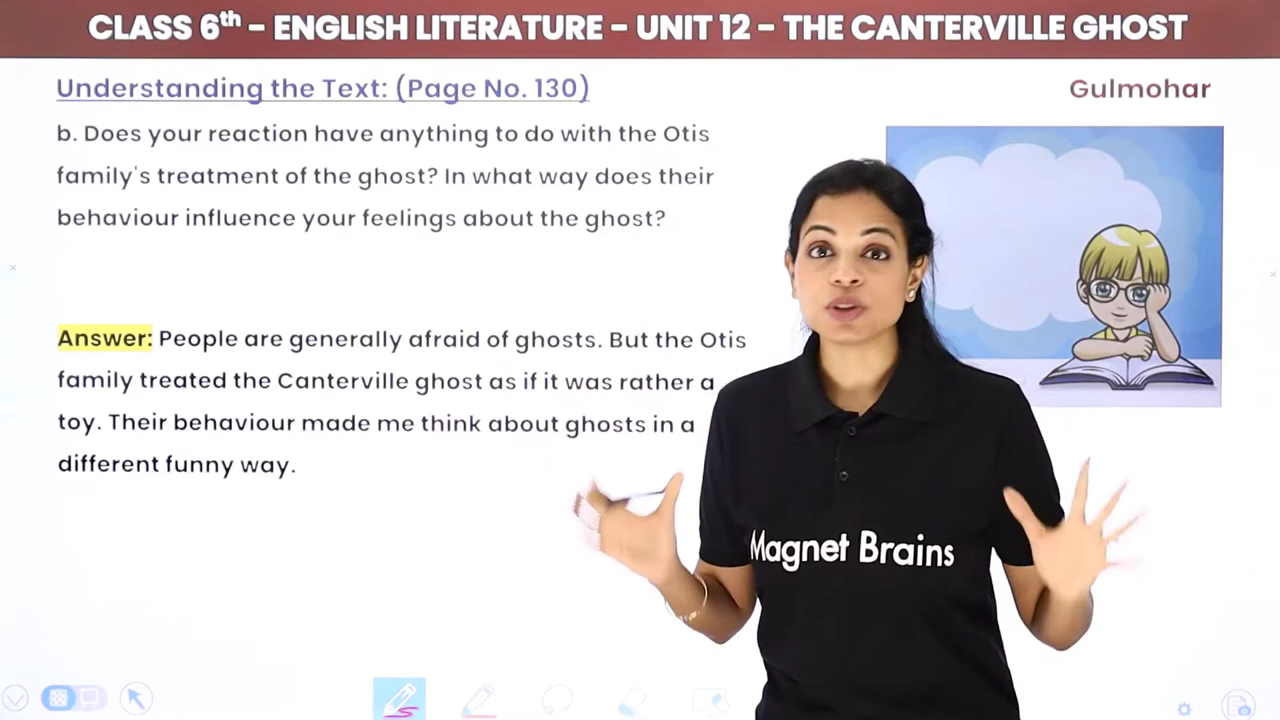 CLASS 6th - ENGLISH LITERATURE - UNIT 12 - THE CANTERVILLE GHOST
Understanding the Text: (Page No. 130)
Gulmohar
b. Does your reaction have anything to do with the Otis
family's treatment of the ghost? In what way does their
behaviour influence your feelings about the ghost?
Answer: People are generally afraid of ghosts. But the Otis
family treated the Canterville ghost as if it was rather a
toy. Their behaviour made me think about ghosts in a
different funny way.
Magnet Brains